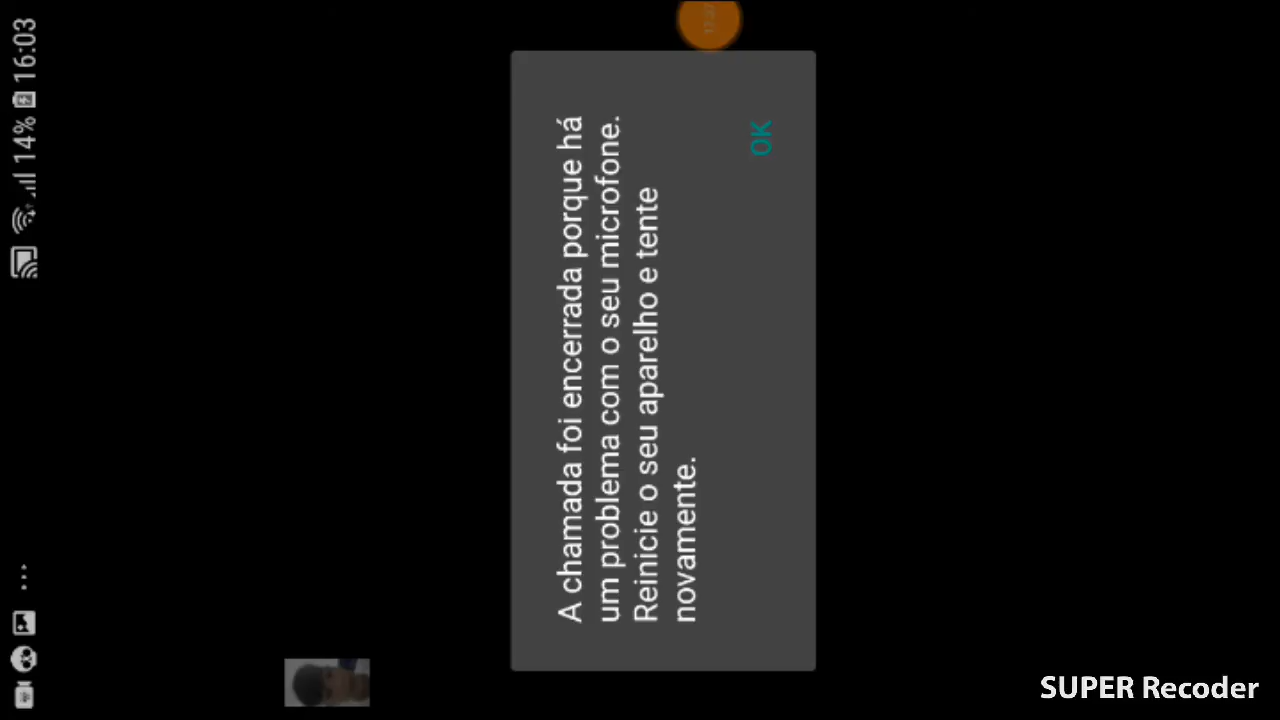 14% 16:03
A chamada foi encerrada porque há
um problema com o seu microfone.
Reinicie o seu aparelho e tente
novamente.
OK
SUPER Recoder